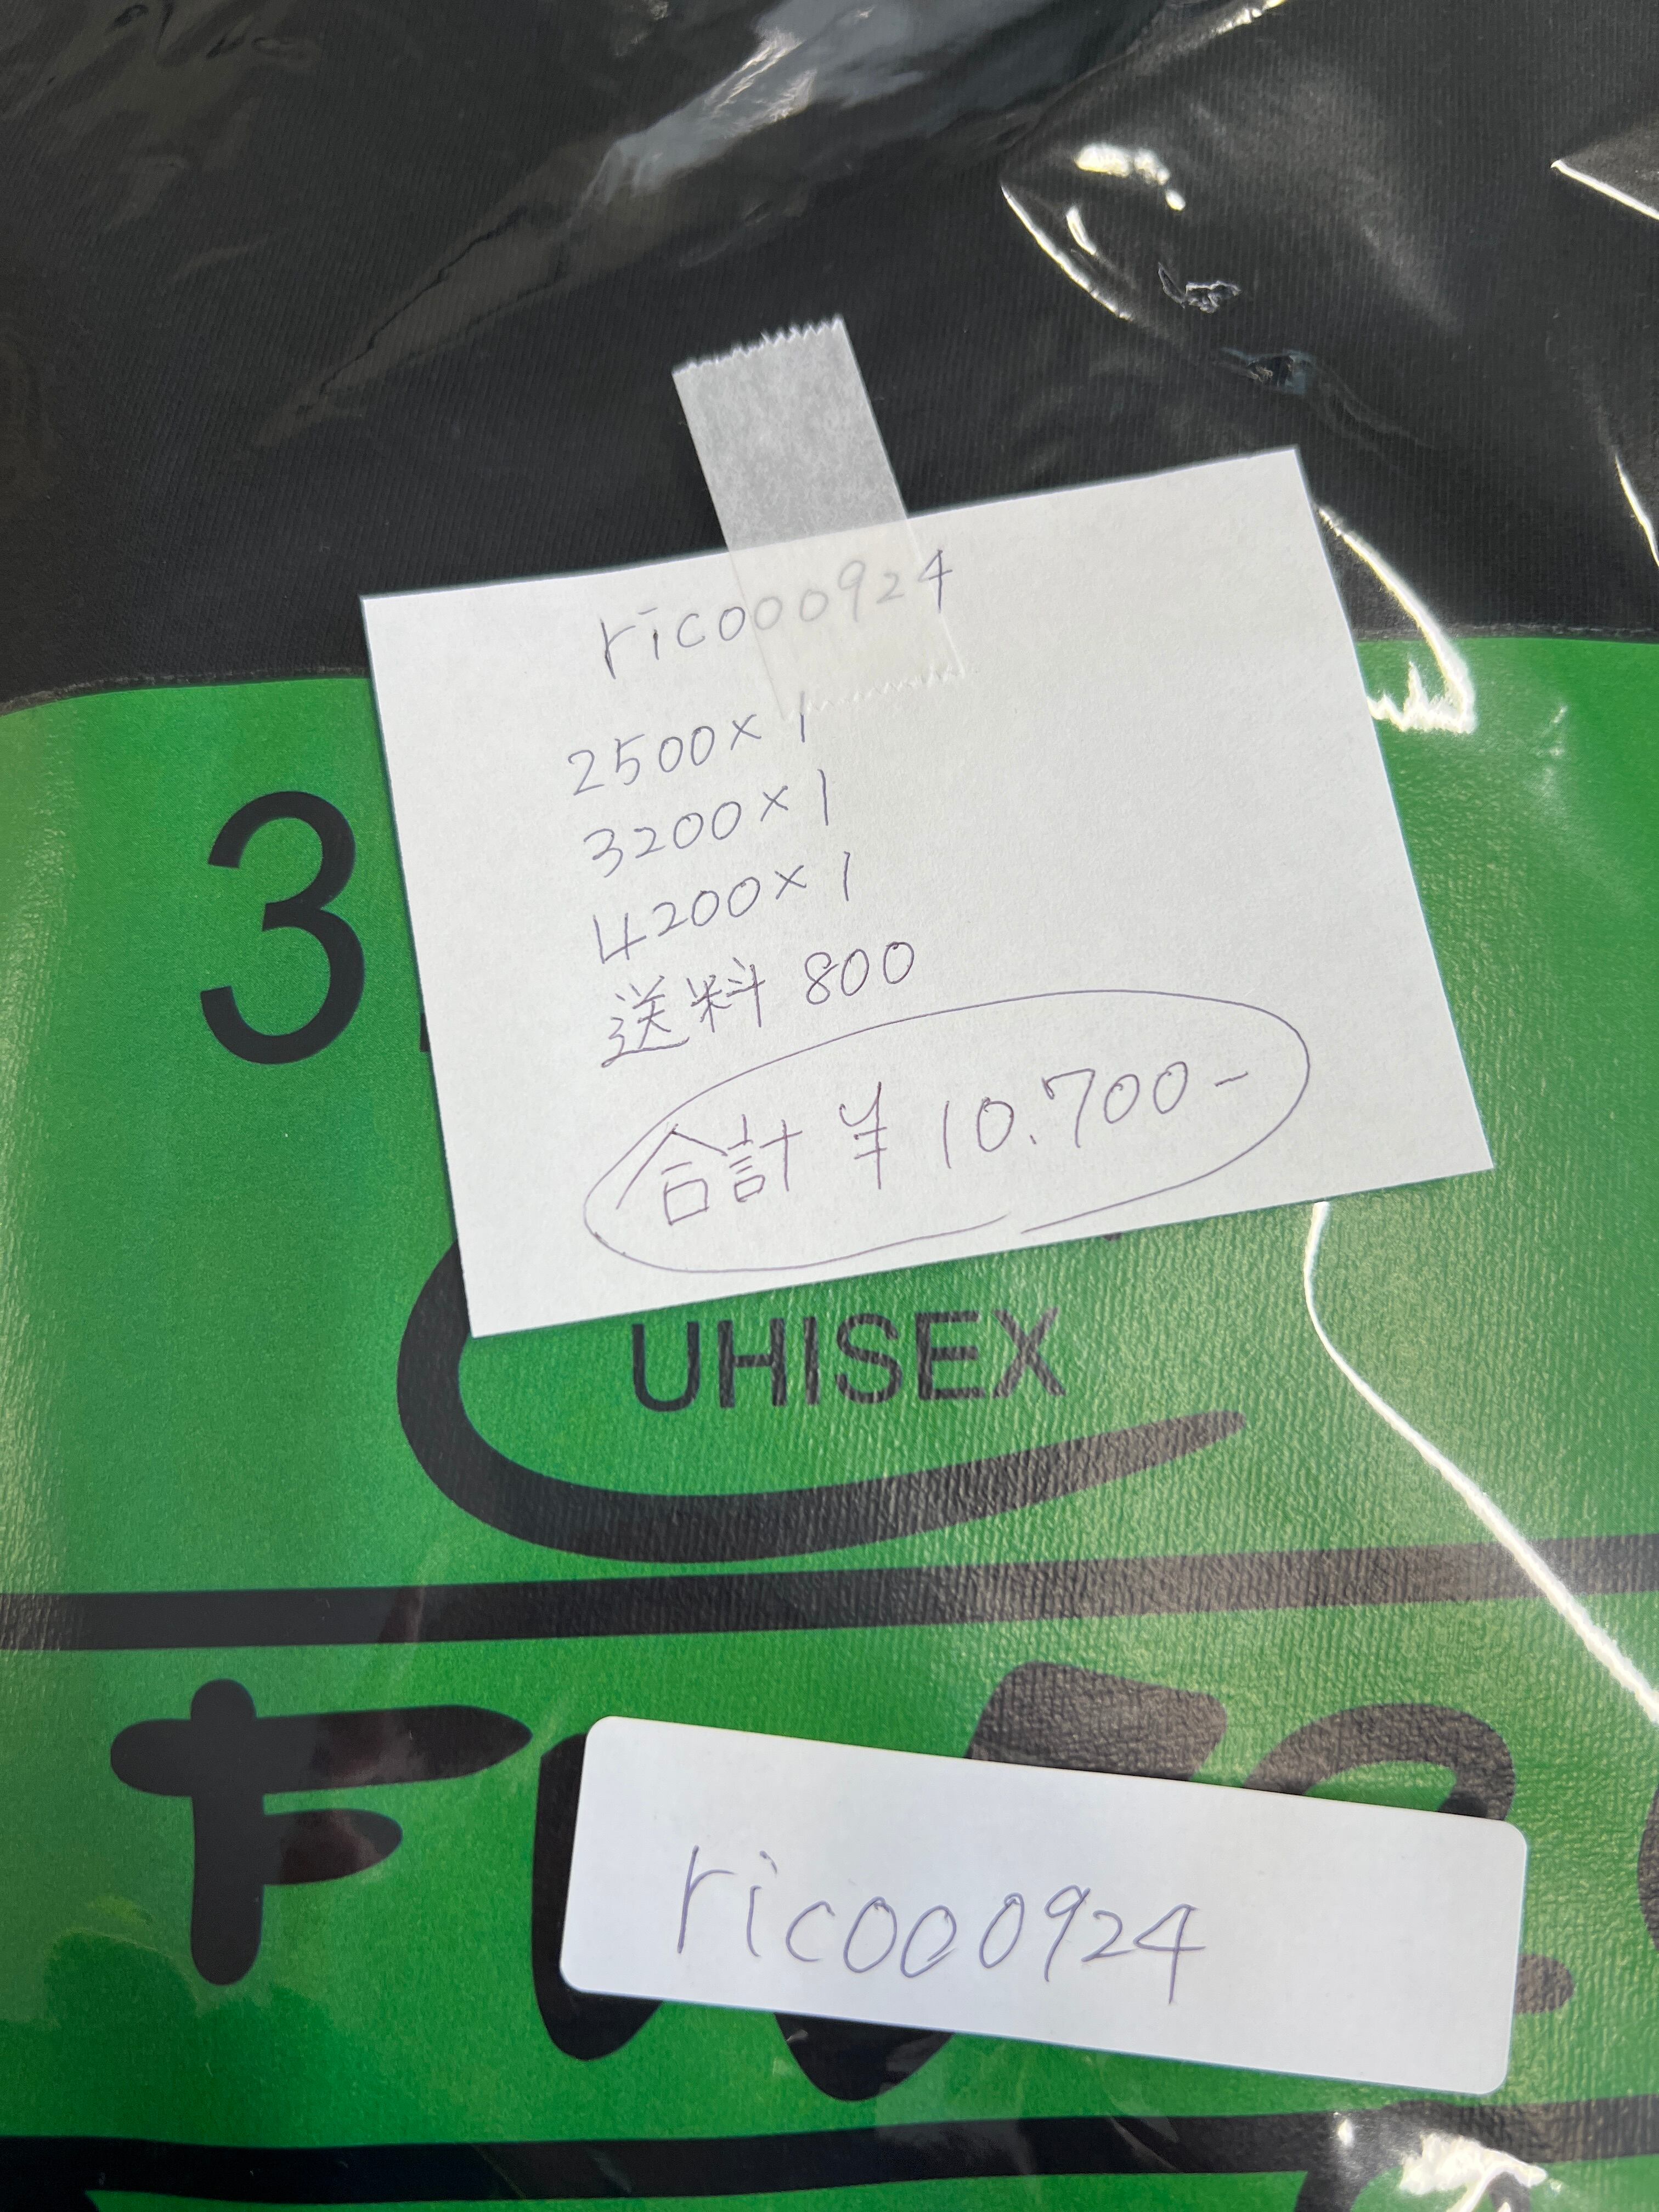 rico00924
2500×1
3200×1
4200×1
送料 800
合計 ¥ 10.700-
3
UHISEX
rico00924